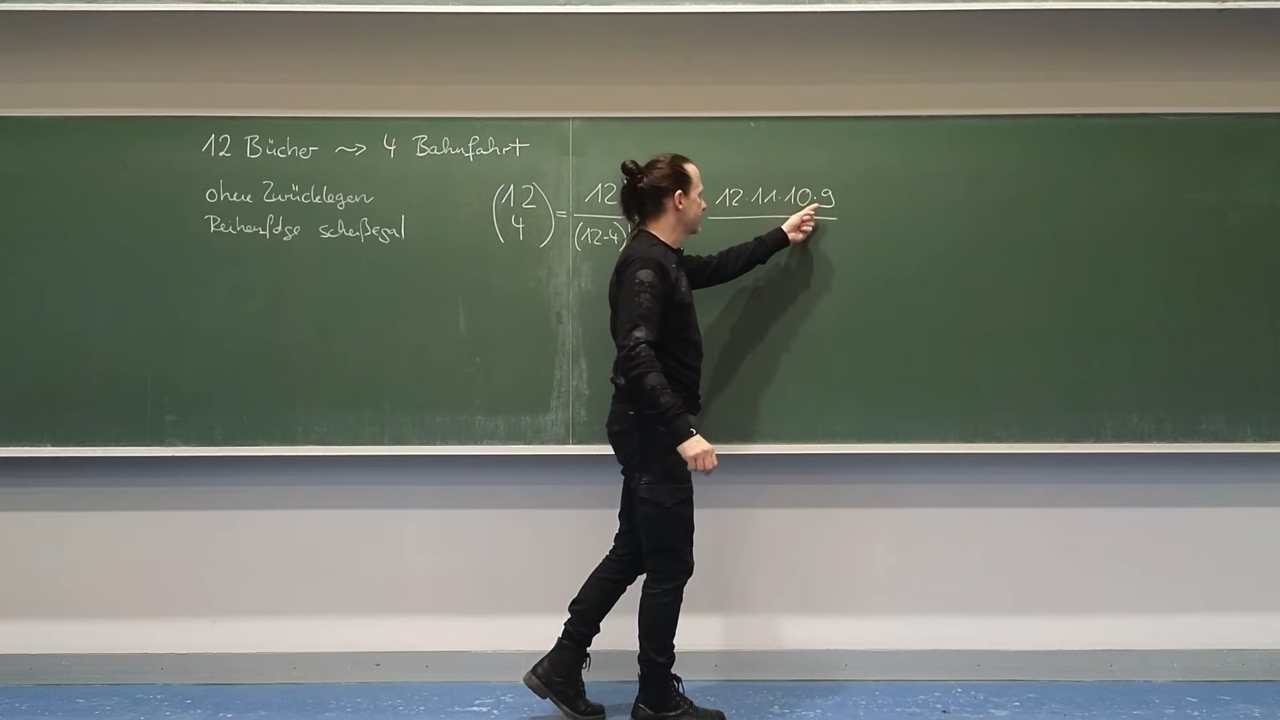 12 Bücher ⤳ 4 Bahnfahrt
ohne Zurücklegen
Reihenfolge scheißegal
(12 4) = 12 / (12-4)! 12·11·10·9